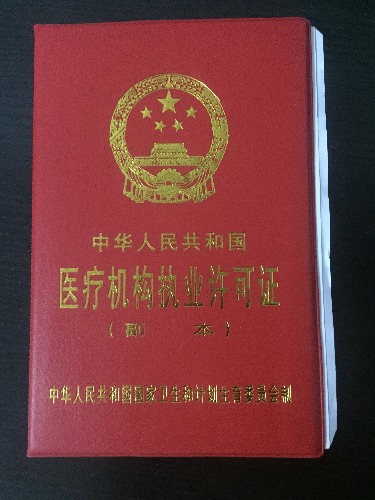 中华人民共和国
医疗机构执业许可证
（副 本）
中华人民共和国国家卫生和计划生育委员会制